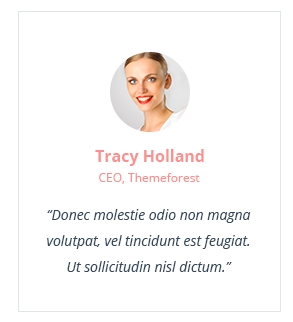 Tracy Holland
CEO, Themeforest
“Donec molestie odio non magna
volutpat, vel tincidunt est feugiat.
Ut sollicitudin nisl dictum.”